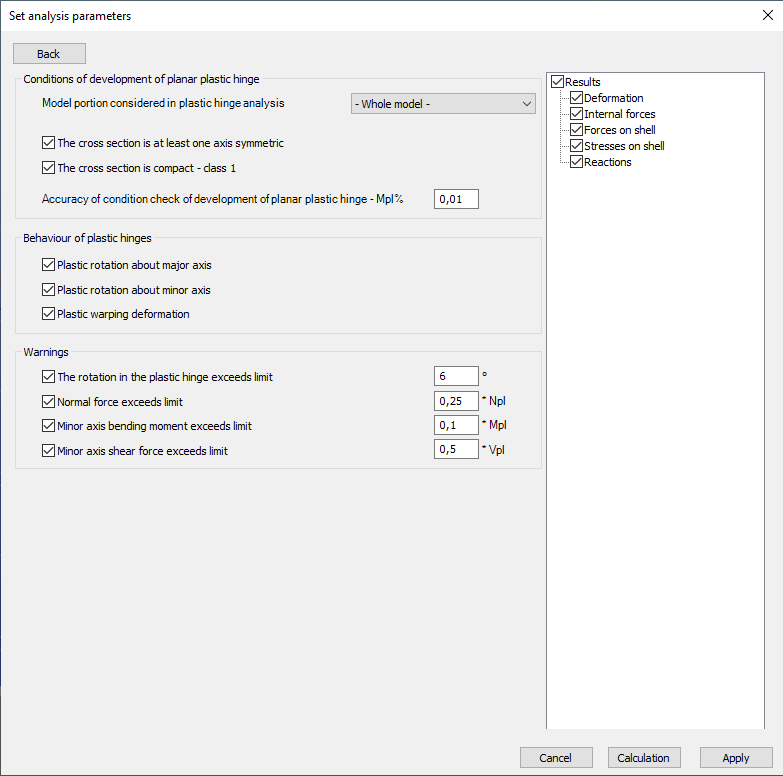 Set analysis parameters
Back
Conditions of development of planar plastic hinge
Model portion considered in plastic hinge analysis
- Whole model -
The cross section is at least one axis symmetric
The cross section is compact - class 1
Accuracy of condition check of development of planar plastic hinge - Mpl% 0,01
Behaviour of plastic hinges
Plastic rotation about major axis
Plastic rotation about minor axis
Plastic warping deformation
Warnings
The rotation in the plastic hinge exceeds limit 6 °
Normal force exceeds limit 0,25 * Npl
Minor axis bending moment exceeds limit 0,1 * Mpl
Minor axis shear force exceeds limit 0,5 * Vpl
Results
Deformation
Internal forces
Forces on shell
Stresses on shell
Reactions
Cancel Calculation Apply